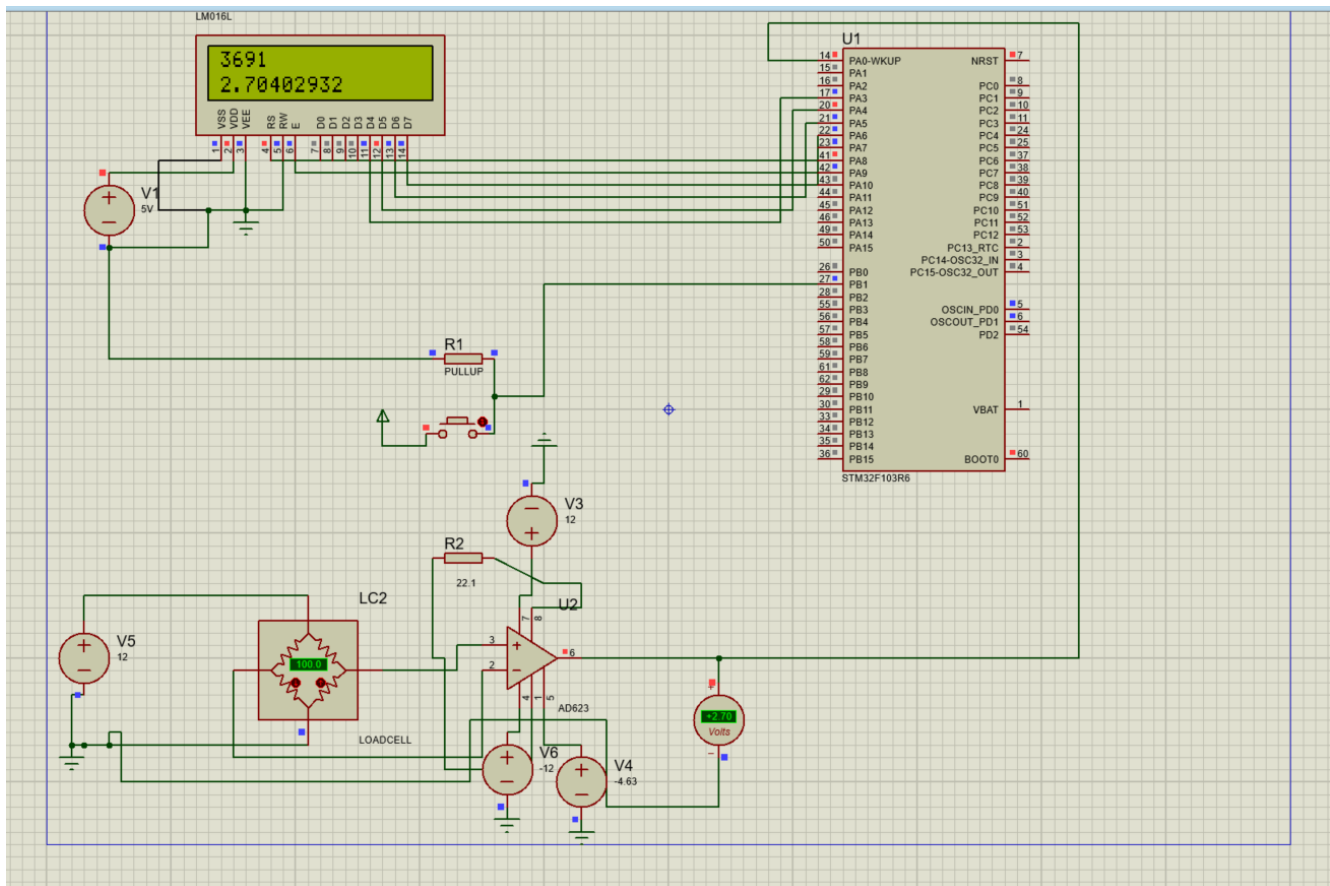 LM016L
3691
2.70402932
VSS
VDD
VEE
RS
RW
E
D0
D1
D2
D3
D4
D5
D6
D7
1
2
3
4
5
6
7
8
9
10
11
12
13
14
V1
5V
U1
14 PA0-WKUP
15 PA1
16 PA2
17 PA3
20 PA4
21 PA5
22 PA6
23 PA7
41 PA8
42 PA9
43 PA10
44 PA11
45 PA12
46 PA13
49 PA14
50 PA15
26 PB0
27 PB1
28 PB2
55 PB3
56 PB4
57 PB5
58 PB6
59 PB7
61 PB8
62 PB9
29 PB10
30 PB11
33 PB12
34 PB13
35 PB14
36 PB15
NRST 7
PC0 8
PC1 9
PC2 10
PC3 11
PC4 24
PC5 25
PC6 37
PC7 38
PC8 39
PC9 40
PC10 51
PC11 52
PC12 53
PC13_RTC 2
PC14-OSC32_IN 3
PC15-OSC32_OUT 4
OSCIN_PD0 5
OSCOUT_PD1 6
PD2 54
VBAT 1
BOOT0 60
STM32F103R6
R1
PULLUP
V3
12
R2
22.1
LC2
100.0
LOADCELL
V5
12
U2
7
8
3
2
6
4
1
5
AD623
V6
-12
V4
-4.63
+2.70
Volts